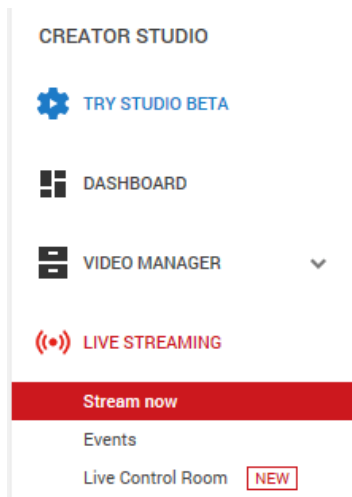 CREATOR STUDIO
TRY STUDIO BETA
DASHBOARD
VIDEO MANAGER
LIVE STREAMING
Stream now
Events
Live Control Room NEW